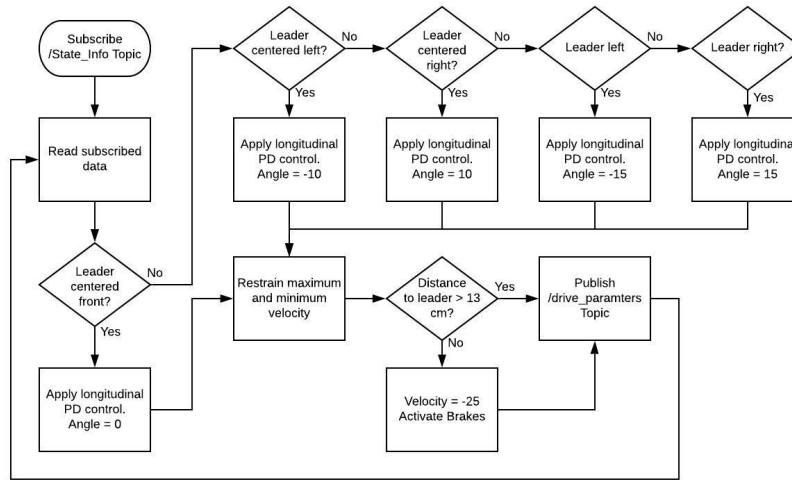 Subscribe
/State_Info Topic
Read subscribed
data
Leader
centered
front?
No
Yes
Apply longitudinal
PD control.
Angle = 0
Leader
centered left?
No
Yes
Apply longitudinal
PD control.
Angle = -10
Leader
centered
right?
No
Yes
Apply longitudinal
PD control.
Angle = 10
Leader left
No
Yes
Apply longitudinal
PD control.
Angle = -15
Leader right?
Yes
Apply longitudinal
PD control.
Angle = 15
Restrain maximum
and minimum
velocity
Distance
to leader > 13
cm?
Yes
No
Velocity = -25
Activate Brakes
Publish
/drive_paramters
Topic